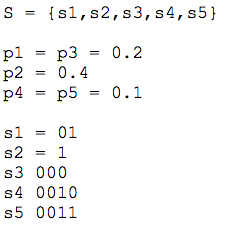 S = {s1,s2,s3,s4,s5}
p1 = p3 = 0.2
p2 = 0.4
p4 = p5 = 0.1
s1 = 01
s2 = 1
s3 000
s4 0010
s5 0011